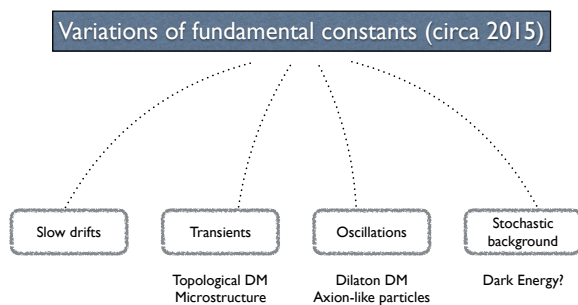 Variations of fundamental constants (circa 2015)
Slow drifts
Transients
Oscillations
Stochastic
background
Topological DM
Microstructure
Dilaton DM
Axion-like particles
Dark Energy?